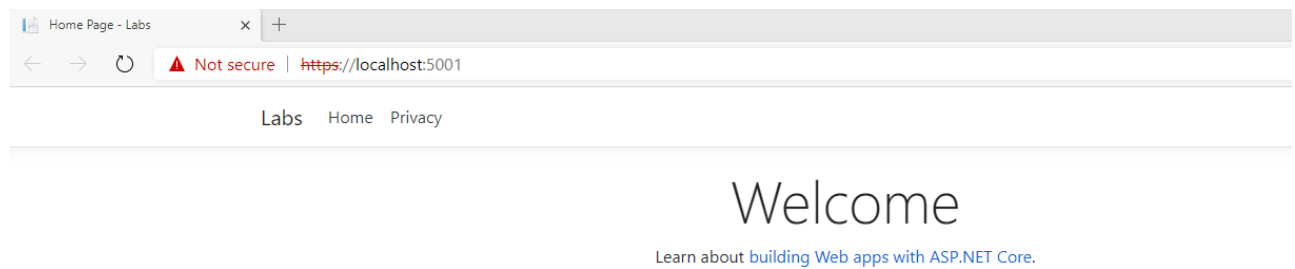 Home Page - Labs
Not secure | https://localhost:5001
Labs Home Privacy
Welcome
Learn about building Web apps with ASP.NET Core.